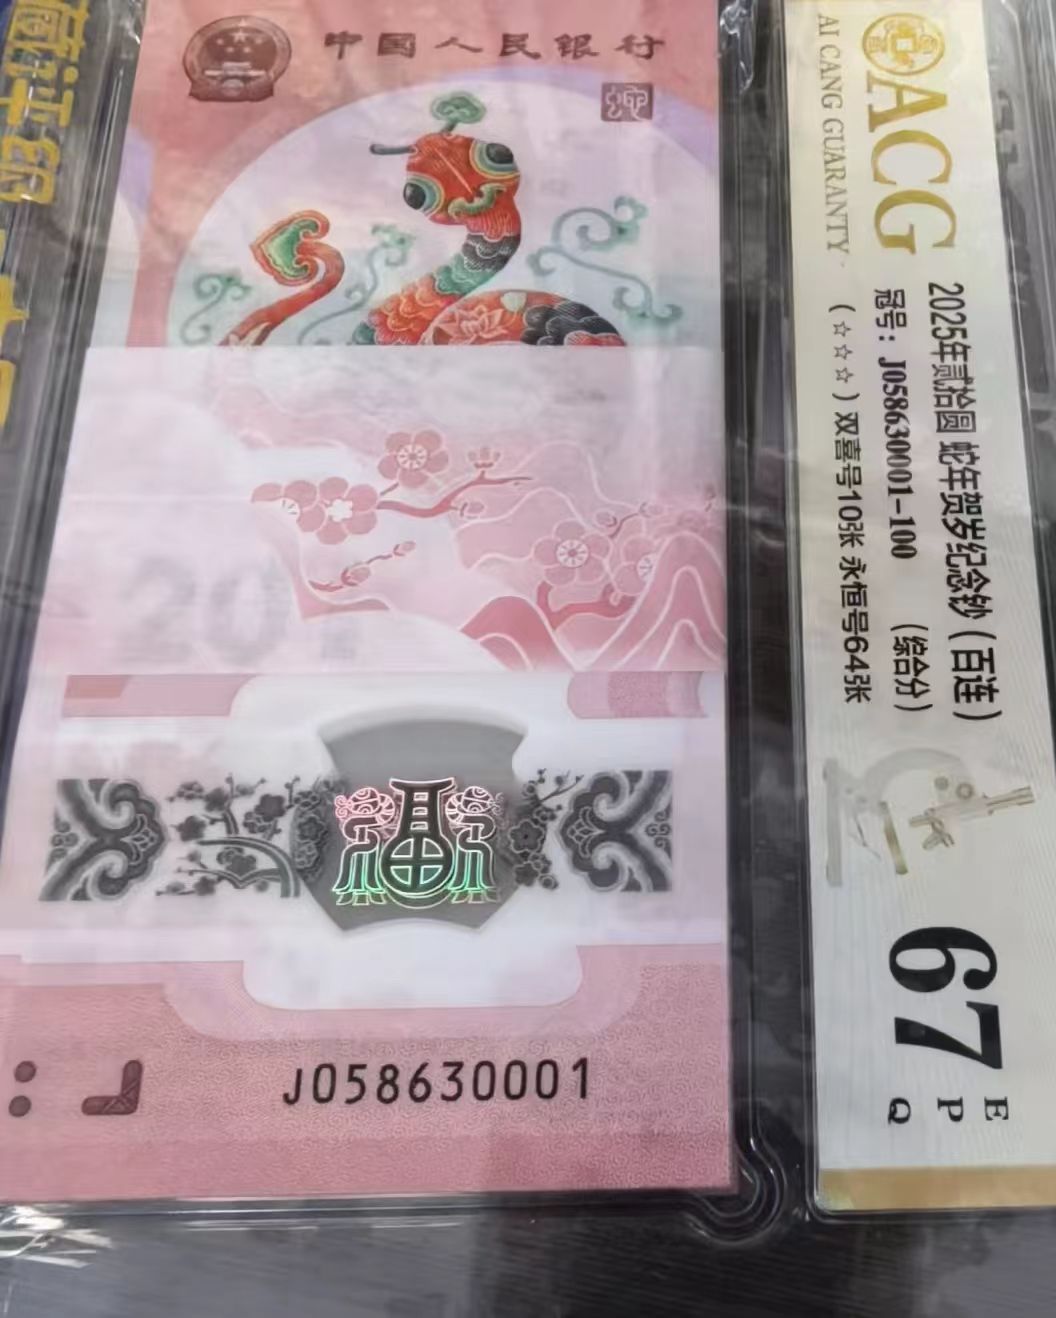 中国人民银行
20
J058630001
ACG
AI CANG GUARANTY
2025年贰拾圆 蛇年贺岁纪念钞（百连）
冠号：J05863001-100 （综合分）
（☆☆☆）双喜号10张 永恒号64张
67
E
P
Q